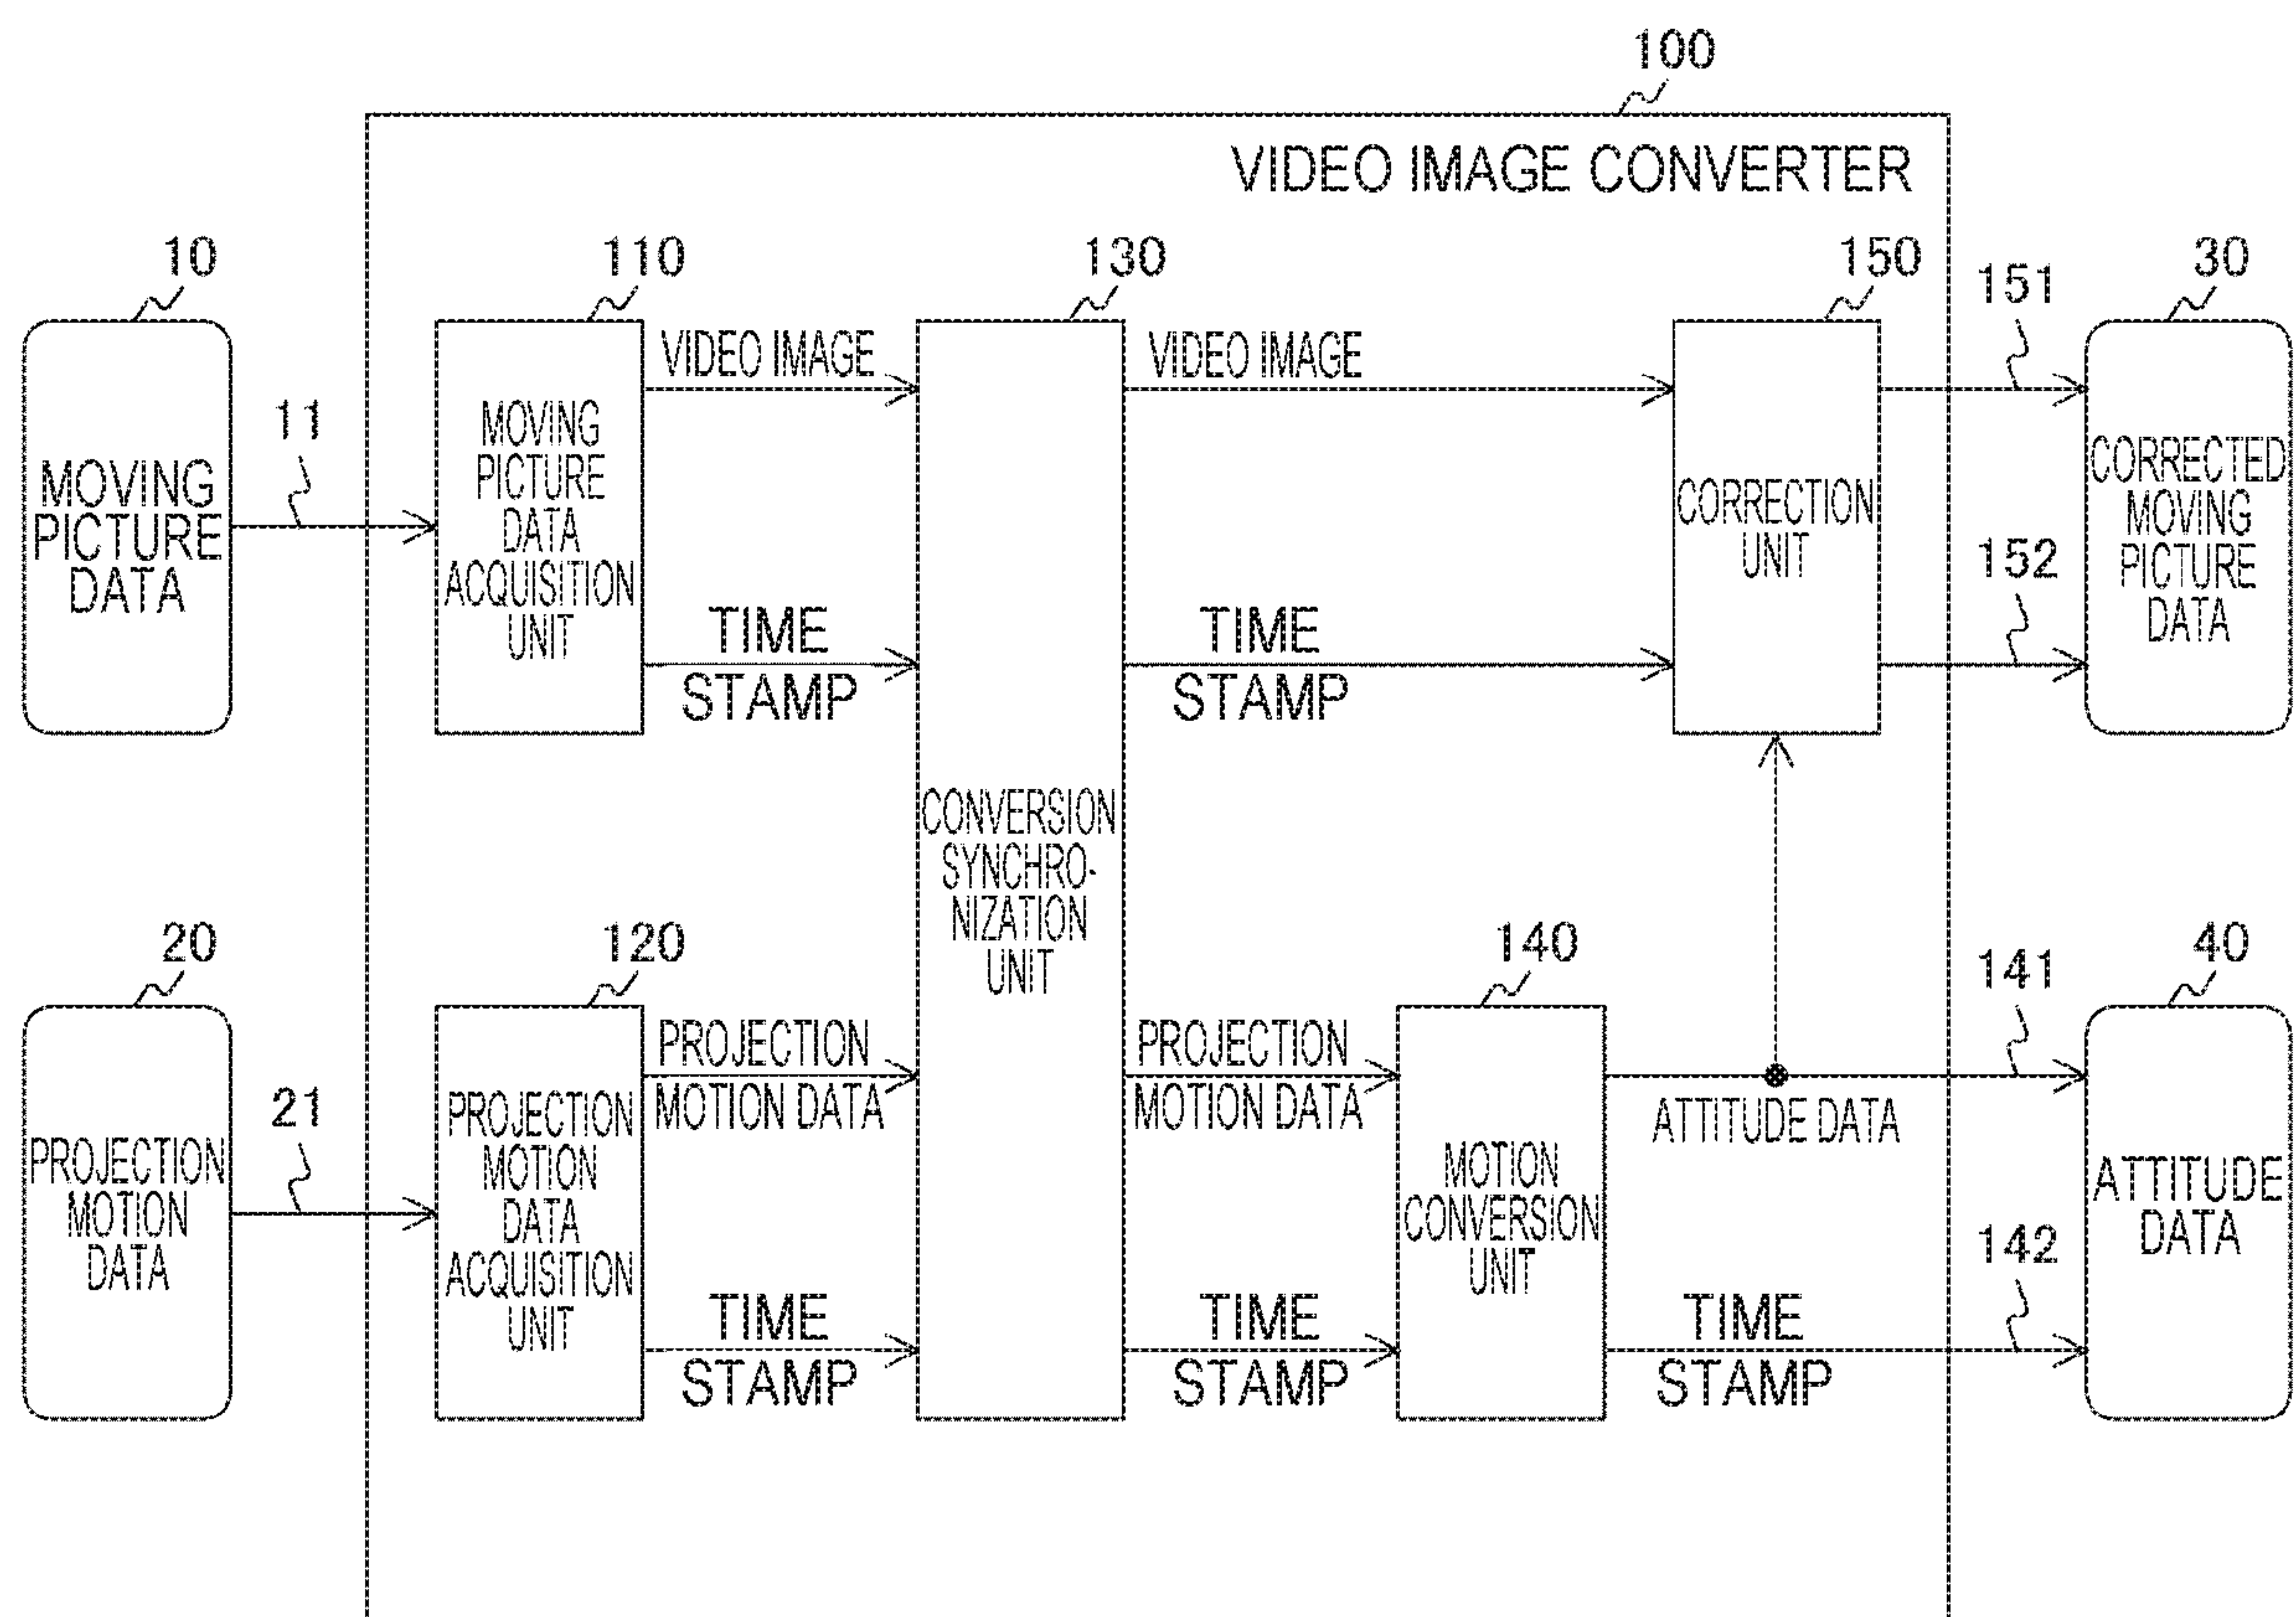 100
VIDEO IMAGE CONVERTER
10
110
130
150
151
30
MOVING
PICTURE
DATA
11
MOVING
PICTURE
DATA
ACQUISITION
UNIT
VIDEO IMAGE
TIME
STAMP
VIDEO IMAGE
TIME
STAMP
CORRECTION
UNIT
152
CORRECTED
MOVING
PICTURE
DATA
CONVERSION
SYNCHRO-
NIZATION
UNIT
20
120
140
141
40
PROJECTION
MOTION
DATA
21
PROJECTION
MOTION
DATA
ACQUISITION
UNIT
PROJECTION
MOTION DATA
TIME
STAMP
PROJECTION
MOTION DATA
TIME
STAMP
MOTION
CONVERSION
UNIT
ATTITUDE DATA
TIME
STAMP
142
ATTITUDE
DATA